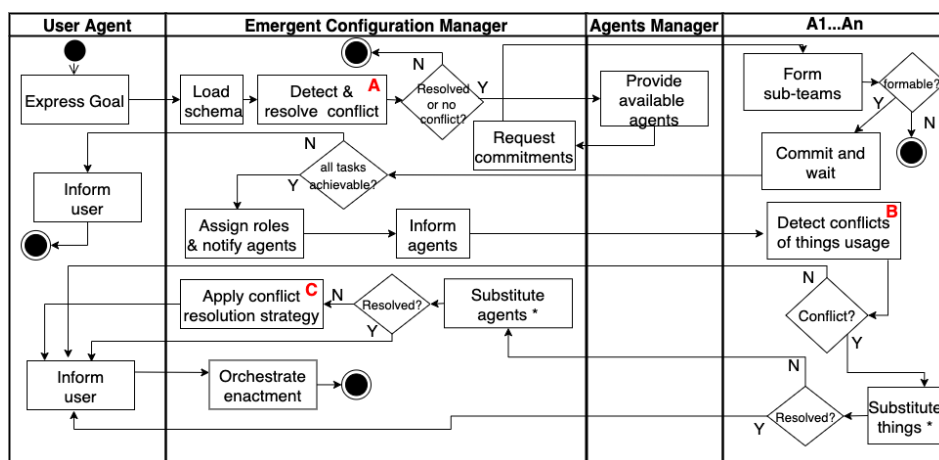 User Agent
Emergent Configuration Manager
Agents Manager
A1...An
Express Goal
Load
schema
A
Detect &
resolve conflict
N
Resolved
or no
conflict?
Y
Request
commitments
Provide
available
agents
Form
sub-teams
formable?
Y
N
Commit and
wait
N
all tasks
achievable?
Y
Inform
user
Assign roles
& notify agents
Inform
agents
B
Detect conflicts
of things usage
N
Conflict?
Y
C
Apply conflict
resolution strategy
N
Resolved?
Y
Substitute
agents *
Inform
user
Orchestrate
enactment
N
Resolved?
Y
Substitute
things *